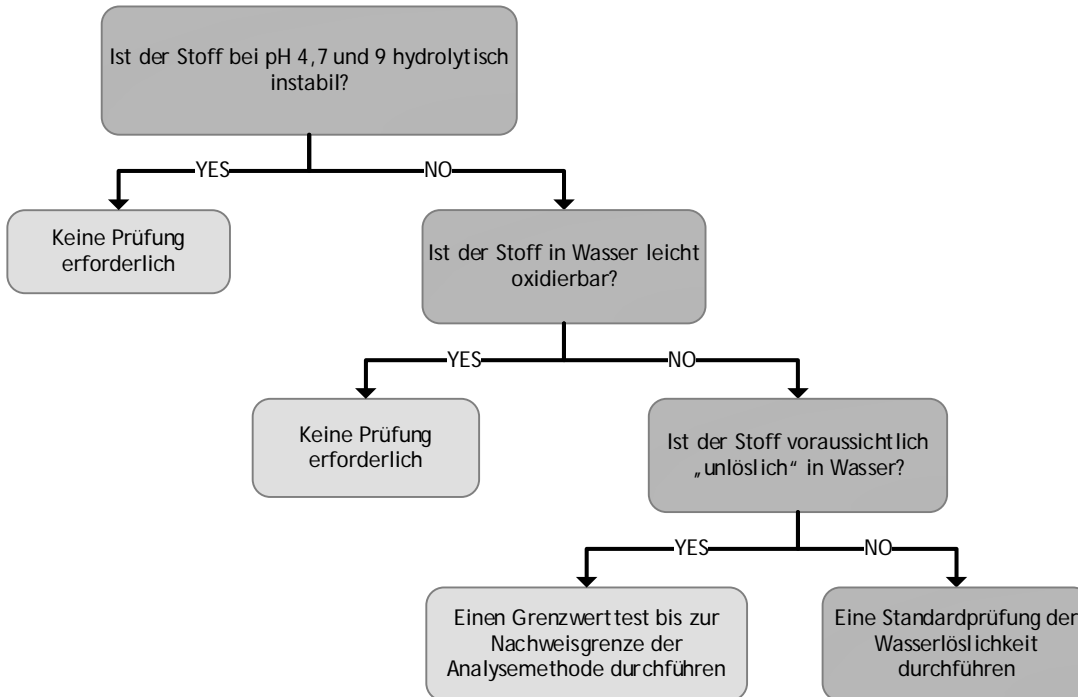 Ist der Stoff bei pH 4,7 und 9 hydrolytisch
instabil?
YES
NO
Keine Prüfung
erforderlich
Ist der Stoff in Wasser leicht
oxidierbar?
YES
NO
Keine Prüfung
erforderlich
Ist der Stoff voraussichtlich
„unlöslich“ in Wasser?
YES
NO
Einen Grenzwerttest bis zur
Nachweisgrenze der
Analysemethode durchführen
Eine Standardprüfung der
Wasserlöslichkeit
durchführen